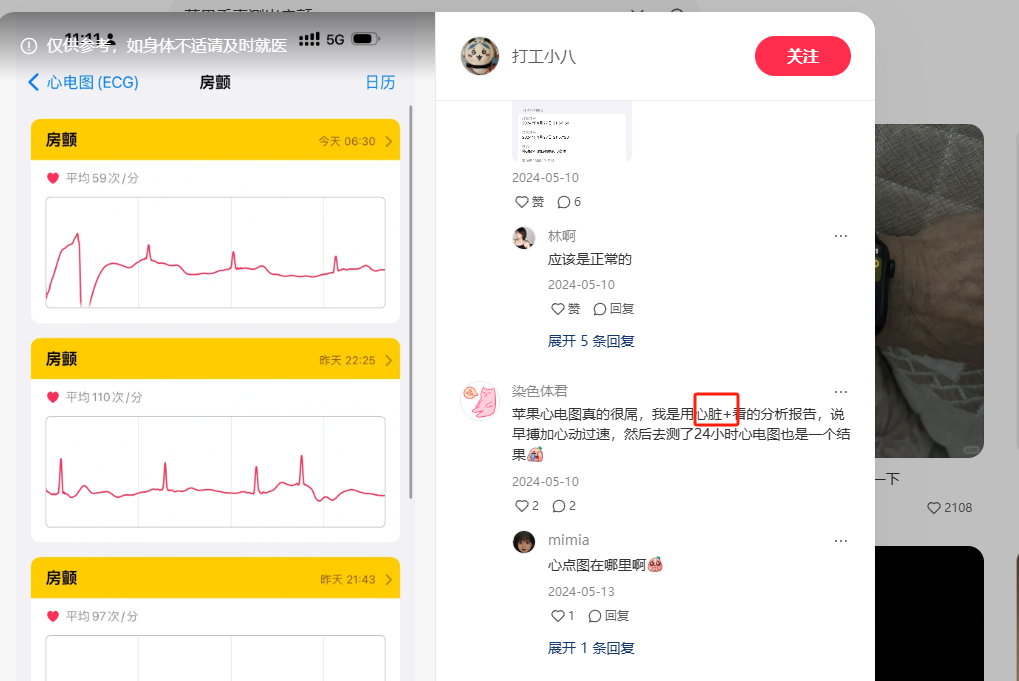 仅供参考，如身体不适请及时就医
11:11
5G
心电图 (ECG)
房颤
日历
房颤
今天 06:30
平均 59 次/分
房颤
昨天 22:25
平均 110 次/分
房颤
昨天 21:43
平均 97 次/分
打工小八
关注
2024-05-10
赞
6
林啊
应该是正常的
2024-05-10
赞
回复
展开 5 条回复
染色体君
苹果心电图真的很屌，我是用心脏+看的分析报告，说
早搏加心动过速，然后去测了24小时心电图也是一个结
果
2024-05-10
2
2
mimia
心点图在哪里啊
2024-05-13
1
回复
展开 1 条回复
一下
2108